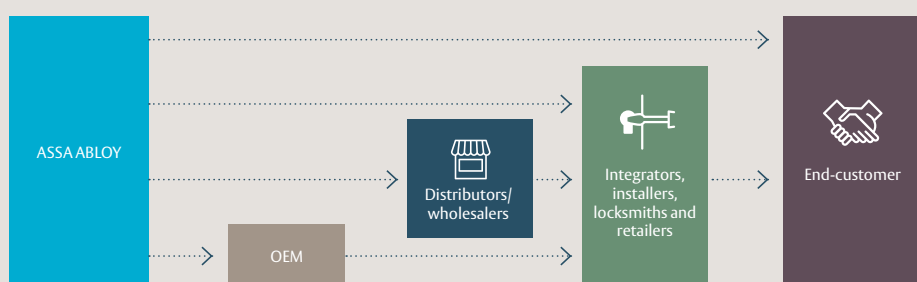 ASSA ABLOY
OEM
Distributors/
wholesalers
Integrators,
installers,
locksmiths and
retailers
End-customer